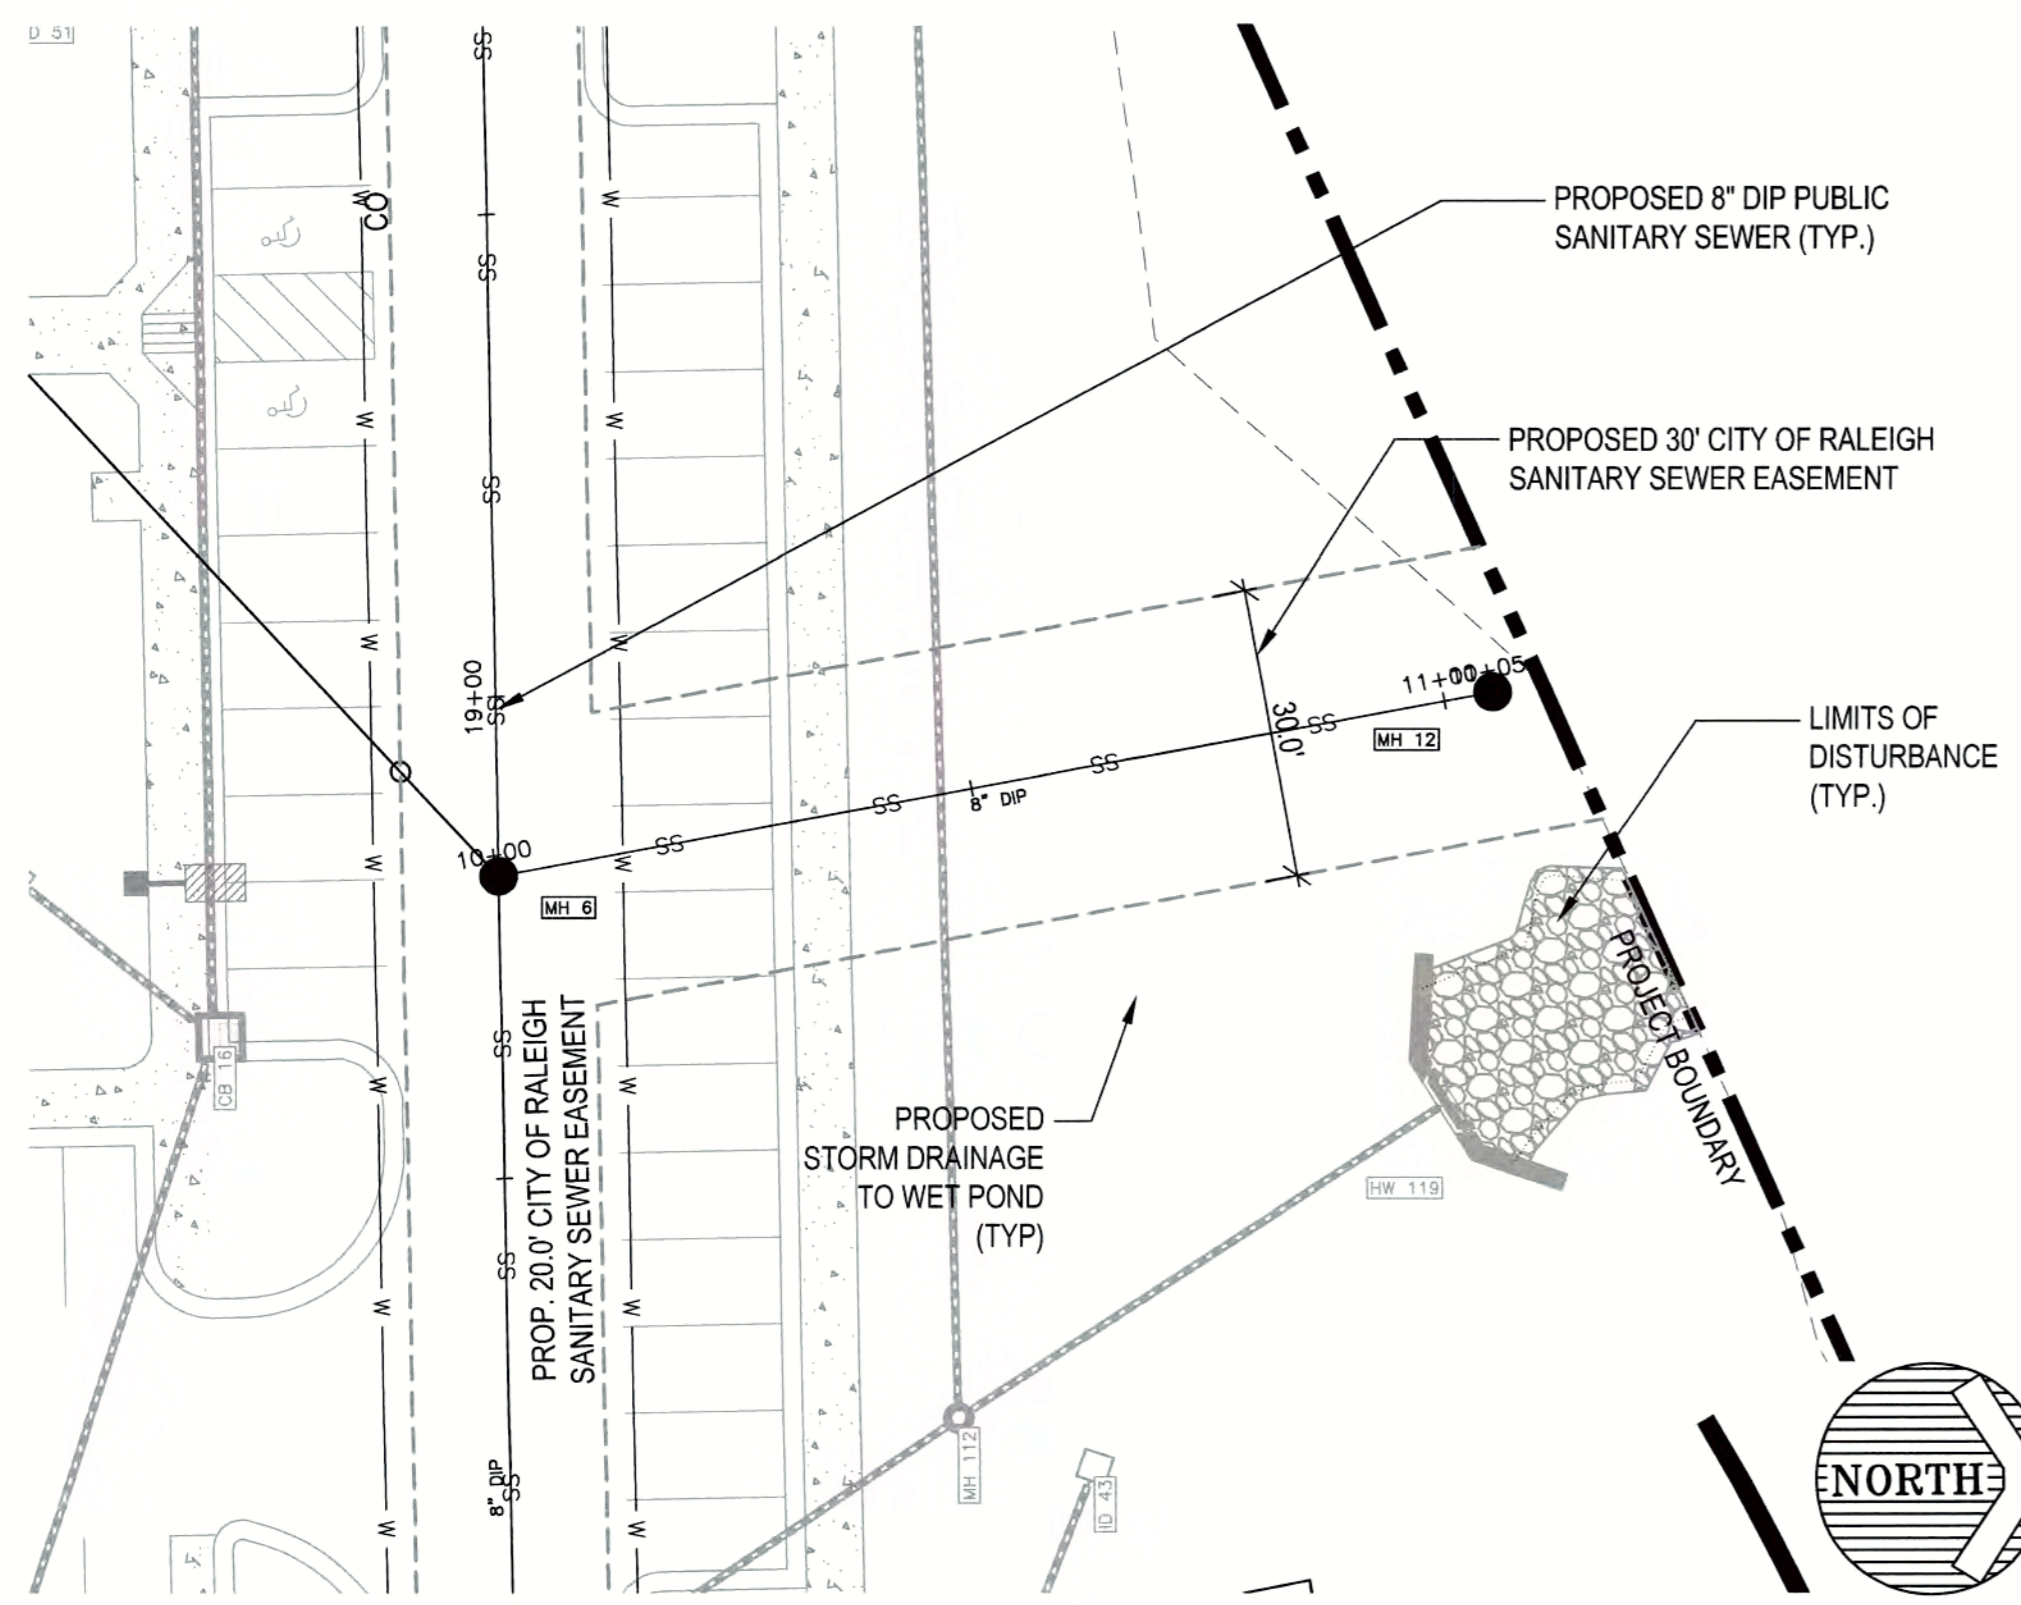 D 51
SS
W
CO
W
PROPOSED 8" DIP PUBLIC
SANITARY SEWER (TYP.)
SS
W
W
PROPOSED 30' CITY OF RALEIGH
SANITARY SEWER EASEMENT
SS
W
W
19+00
SS
11+00
LIMITS OF
DISTURBANCE
(TYP.)
30.0'
SS
MH 12
SS
8" DIP
SS
SS
10+00
W
W
MH 6
PROP. 20.0' CITY OF RALEIGH
SANITARY SEWER EASEMENT
SS
W
W
CB 16
PROPOSED
STORM DRAINAGE
TO WET POND
(TYP)
PROJECT BOUNDARY
HW 119
SS
W
W
MH 112
ID 43
8" DIP
SS
W
W
NORTH